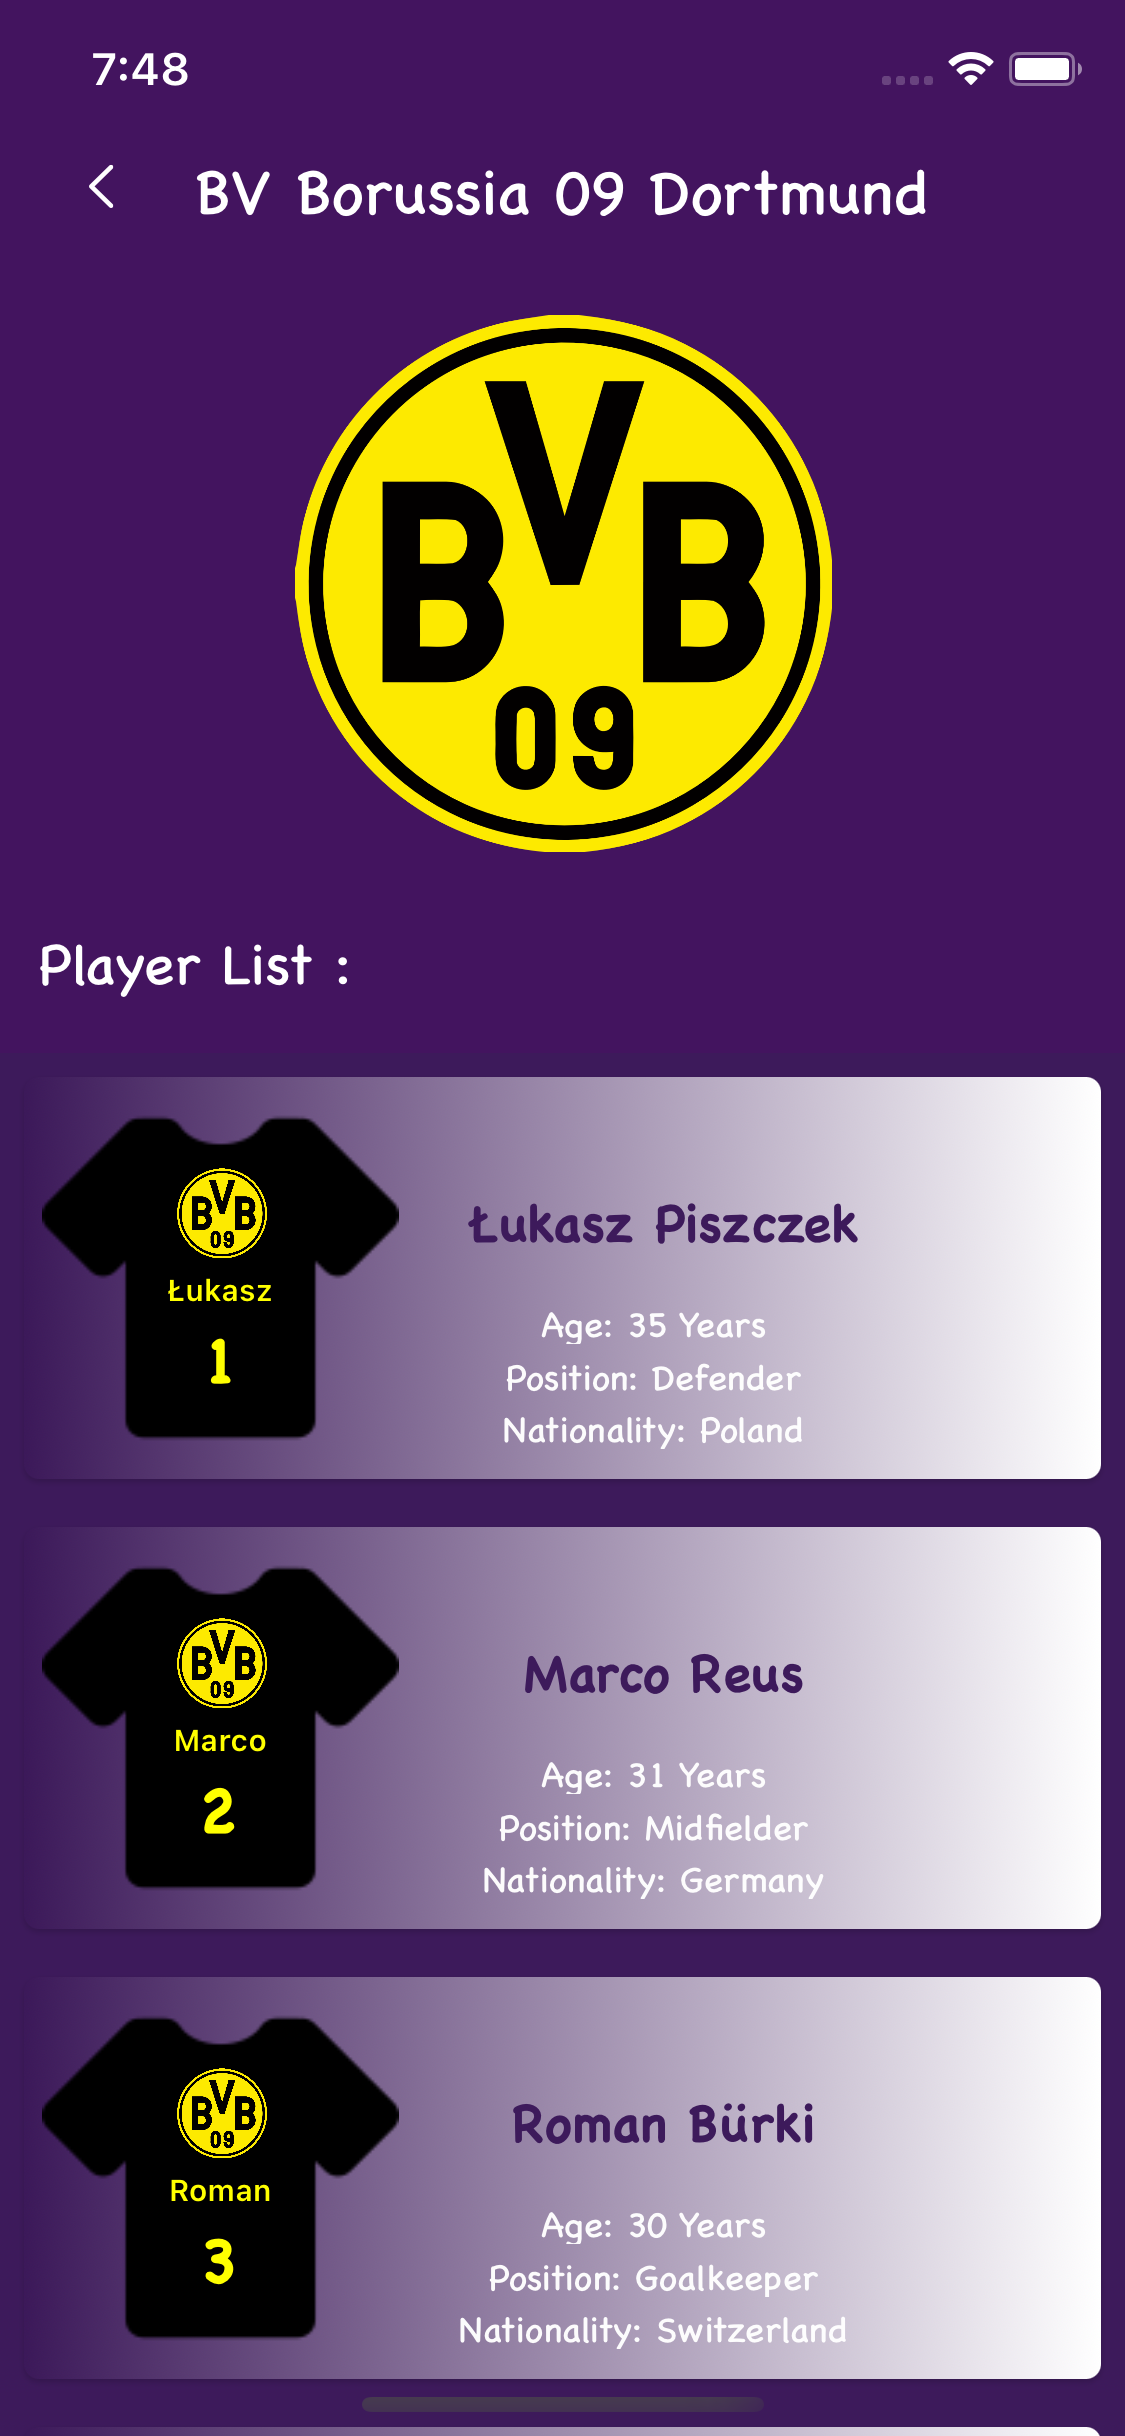 7:48
BV Borussia 09 Dortmund
BVB
09
Player List :
BVB
09
Łukasz
1
Łukasz Piszczek
Age: 35 Years
Position: Defender
Nationality: Poland
BVB
09
Marco
2
Marco Reus
Age: 31 Years
Position: Midfielder
Nationality: Germany
BVB
09
Roman
3
Roman Bürki
Age: 30 Years
Position: Goalkeeper
Nationality: Switzerland